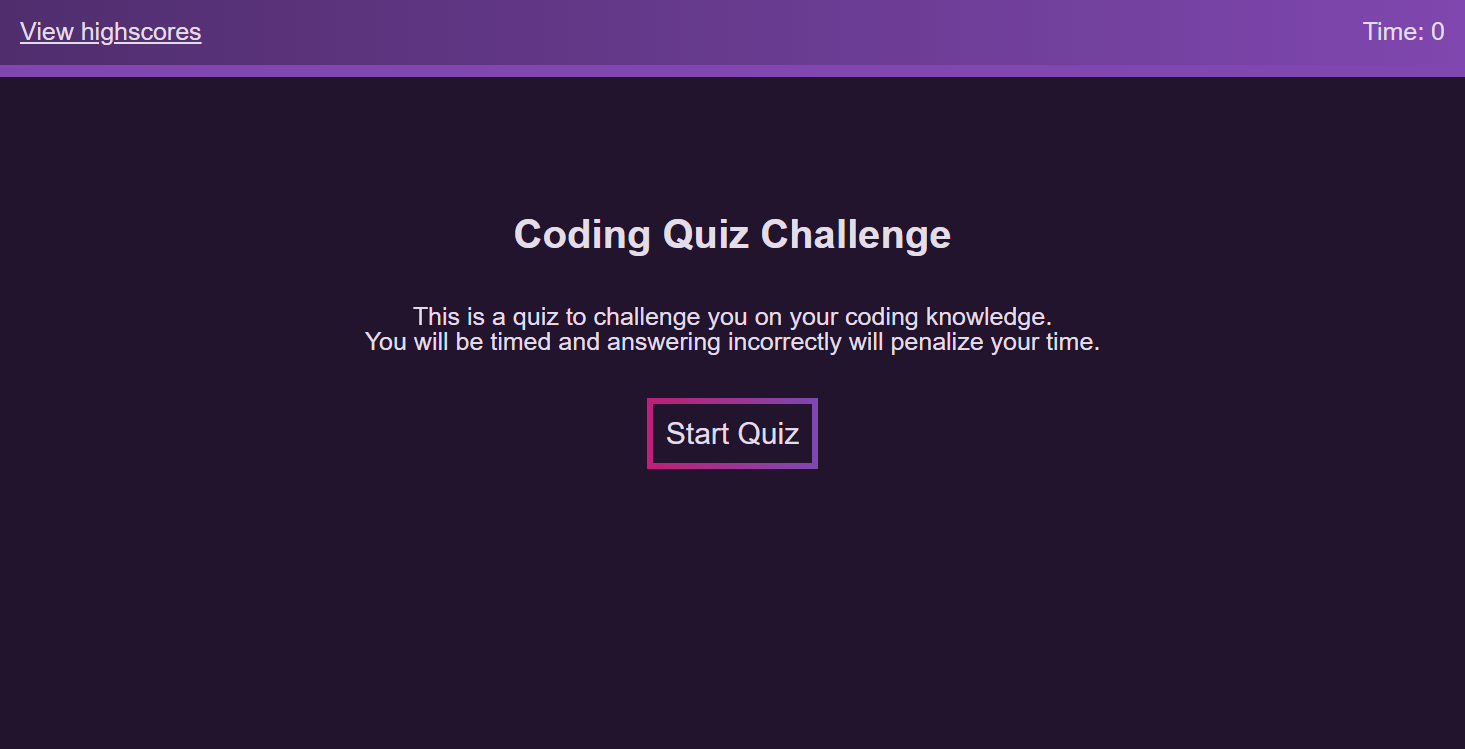 View highscores
Time: 0
Coding Quiz Challenge
This is a quiz to challenge you on your coding knowledge.
You will be timed and answering incorrectly will penalize your time.
Start Quiz